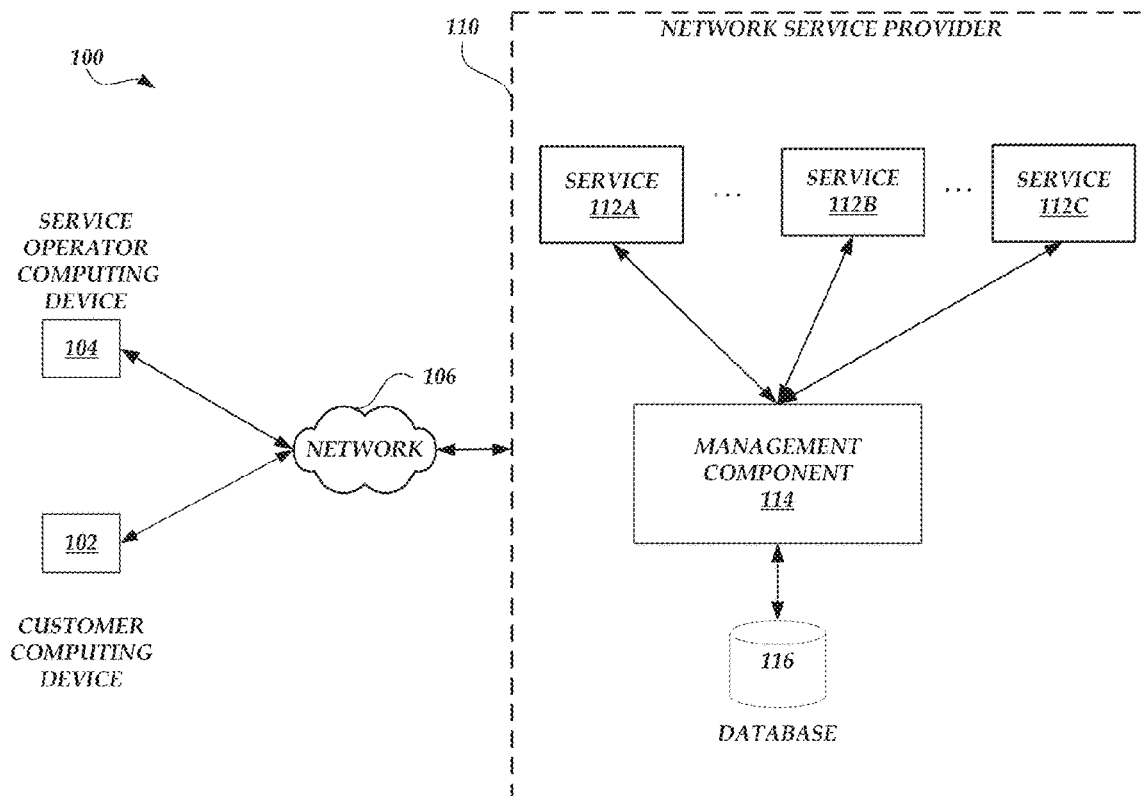 100
110
NETWORK SERVICE PROVIDER
SERVICE
112A
...
SERVICE
112B
...
SERVICE
112C
SERVICE
OPERATOR
COMPUTING
DEVICE
104
106
NETWORK
102
CUSTOMER
COMPUTING
DEVICE
MANAGEMENT
COMPONENT
114
116
DATABASE